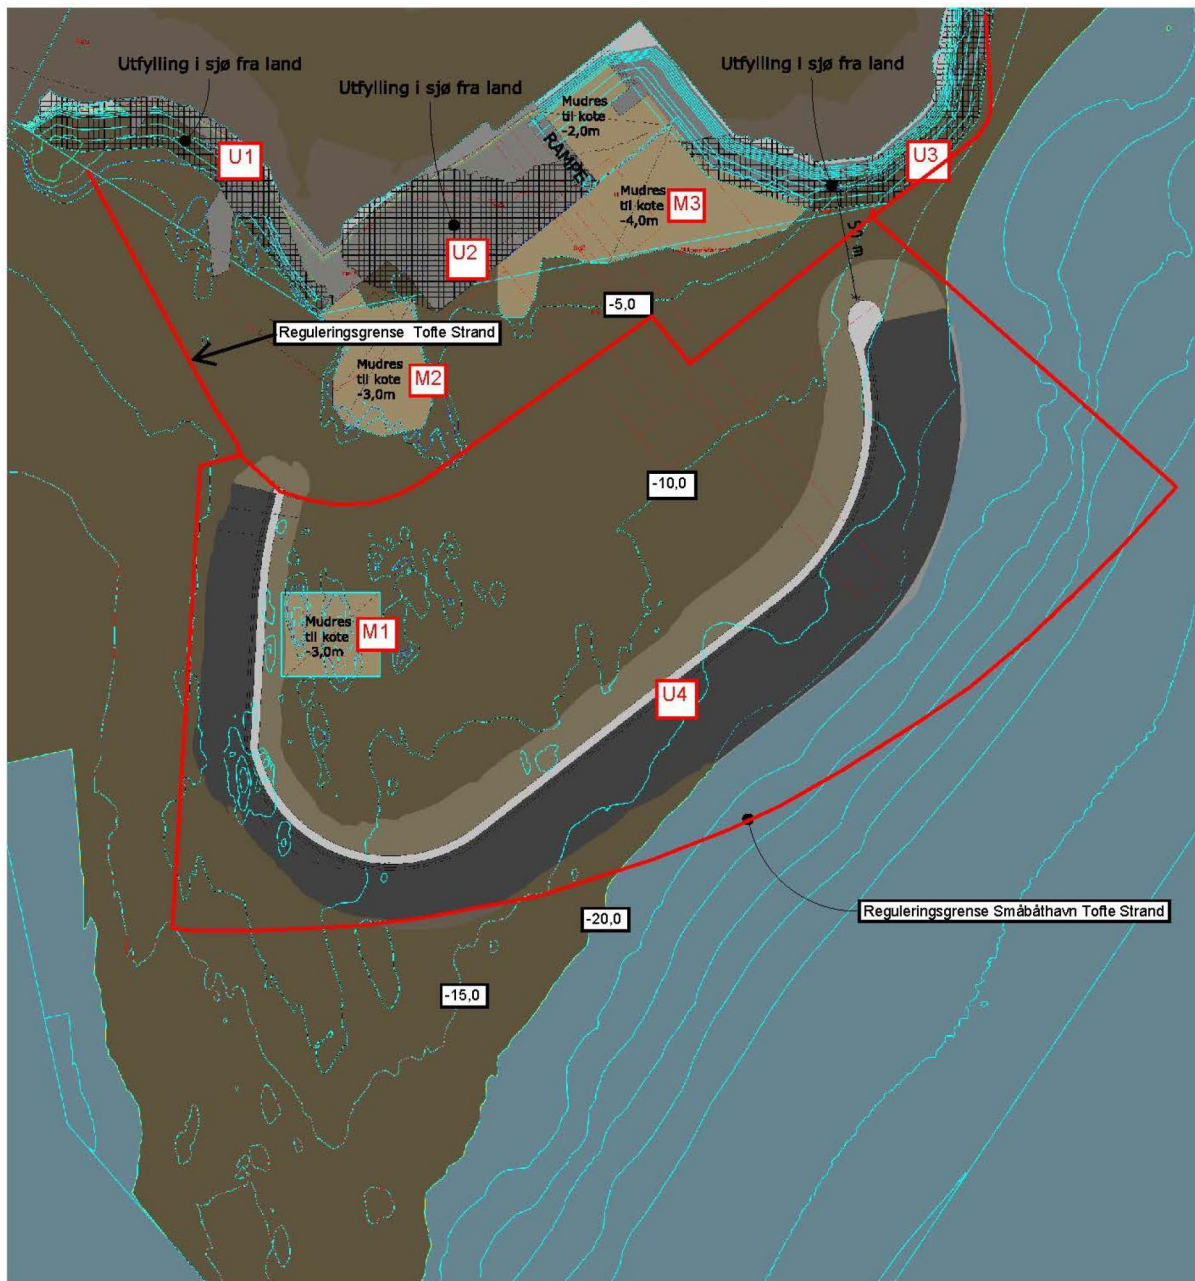 Utfylling i sjø fra land
Utfylling i sjø fra land
Utfylling i sjø fra land
U1
U2
U3
Mudres
til kote
-2,0m
RAMPE
Mudres
til kote
-4,0m
M3
-5,0
Reguleringsgrense Tofte Strand
Mudres
til kote
-3,0m
M2
-10,0
Mudres
til kote
-3,0m
M1
U4
Reguleringsgrense Småbåthavn Tofte Strand
-20,0
-15,0